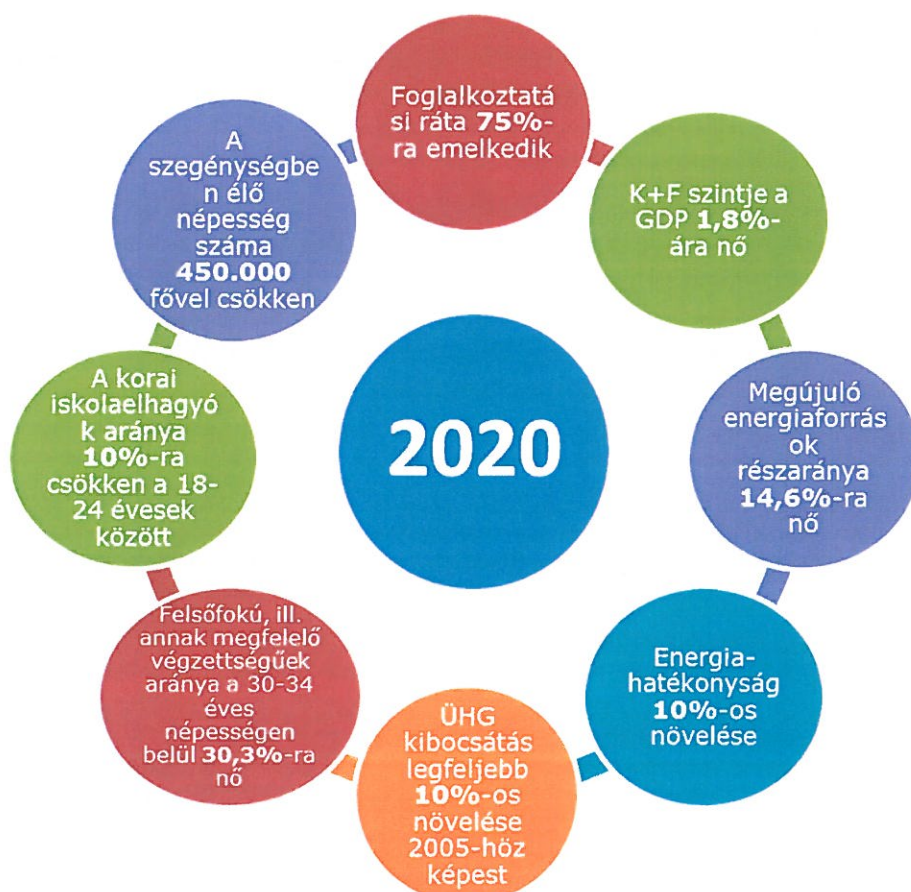 Foglalkoztatá
si ráta 75%-
ra emelkedik
K+F szintje a
GDP 1,8%-
ára nő
Megújuló
energiaforrás
ok
részaránya
14,6%-ra
nő
Energia-
hatékonyság
10%-os
növelése
ÜHG
kibocsátás
legfeljebb
10%-os
növelése
2005-höz
képest
Felsőfokú, ill.
annak megfelelő
végzettségűek
aránya a 30-34
éves
népességen
belül 30,3%-ra
nő
A korai
iskolaelhagyó
k aránya
10%-ra
csökken a 18-
24 évesek
között
A
szegénységbe
n élő
népesség
száma
450.000
fővel csökken
2020